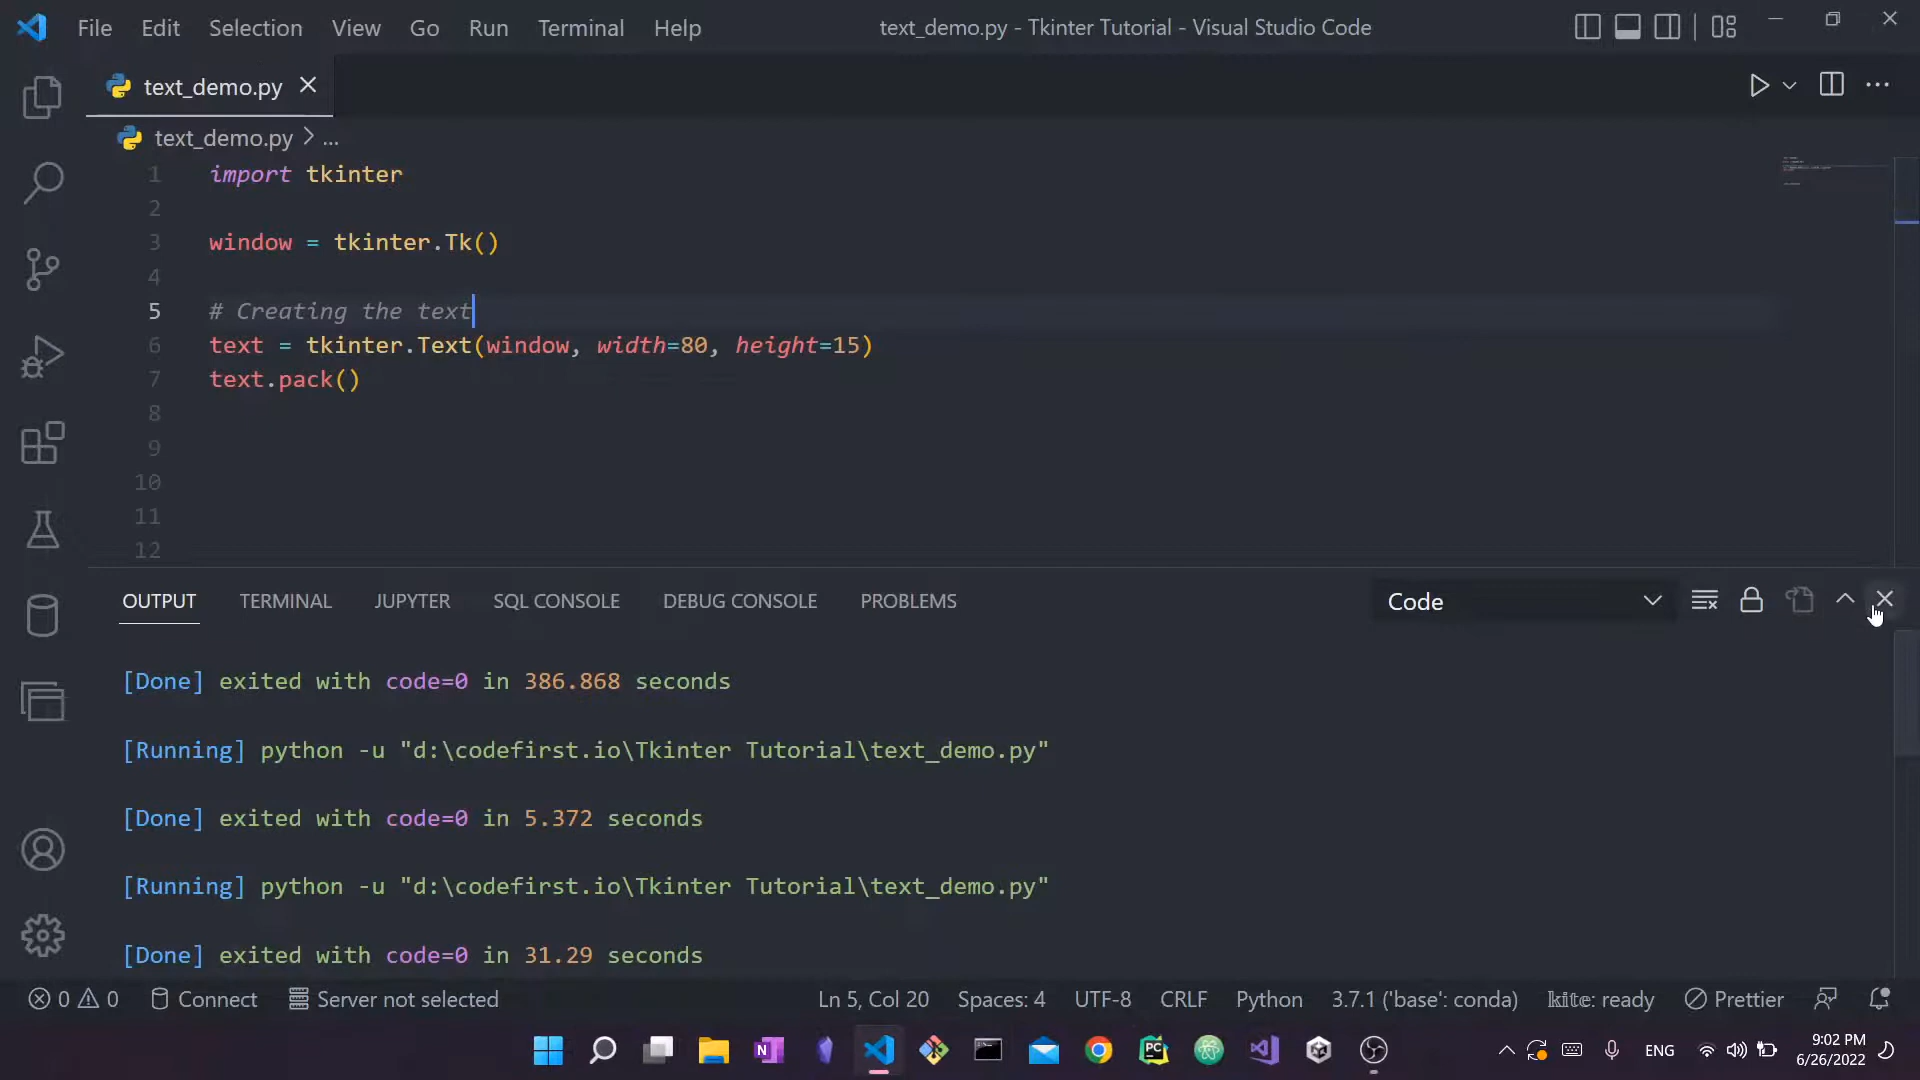 File Edit Selection View Go Run Terminal Help text_demo.py - Tkinter Tutorial - Visual Studio Code
text_demo.py
text_demo.py > ...
1 import tkinter
2
3 window = tkinter.Tk()
4
5 # Creating the text
6 text = tkinter.Text(window, width=80, height=15)
7 text.pack()
8
9
10
11
12
OUTPUT TERMINAL JUPYTER SQL CONSOLE DEBUG CONSOLE PROBLEMS Code
[Done] exited with code=0 in 386.868 seconds
[Running] python -u "d:\codefirst.io\Tkinter Tutorial\text_demo.py"
[Done] exited with code=0 in 5.372 seconds
[Running] python -u "d:\codefirst.io\Tkinter Tutorial\text_demo.py"
[Done] exited with code=0 in 31.29 seconds
0 0 Connect Server not selected Ln 5, Col 20 Spaces: 4 UTF-8 CRLF Python 3.7.1 ('base': conda) kite: ready Prettier
N PC ENG 9:02 PM
6/26/2022